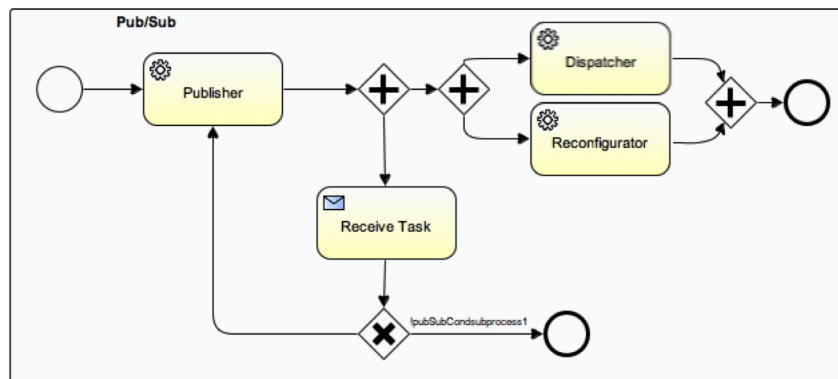 Pub/Sub
Dispatcher
Publisher
Reconfigurator
Receive Task
!pubSubCondsubprocess1